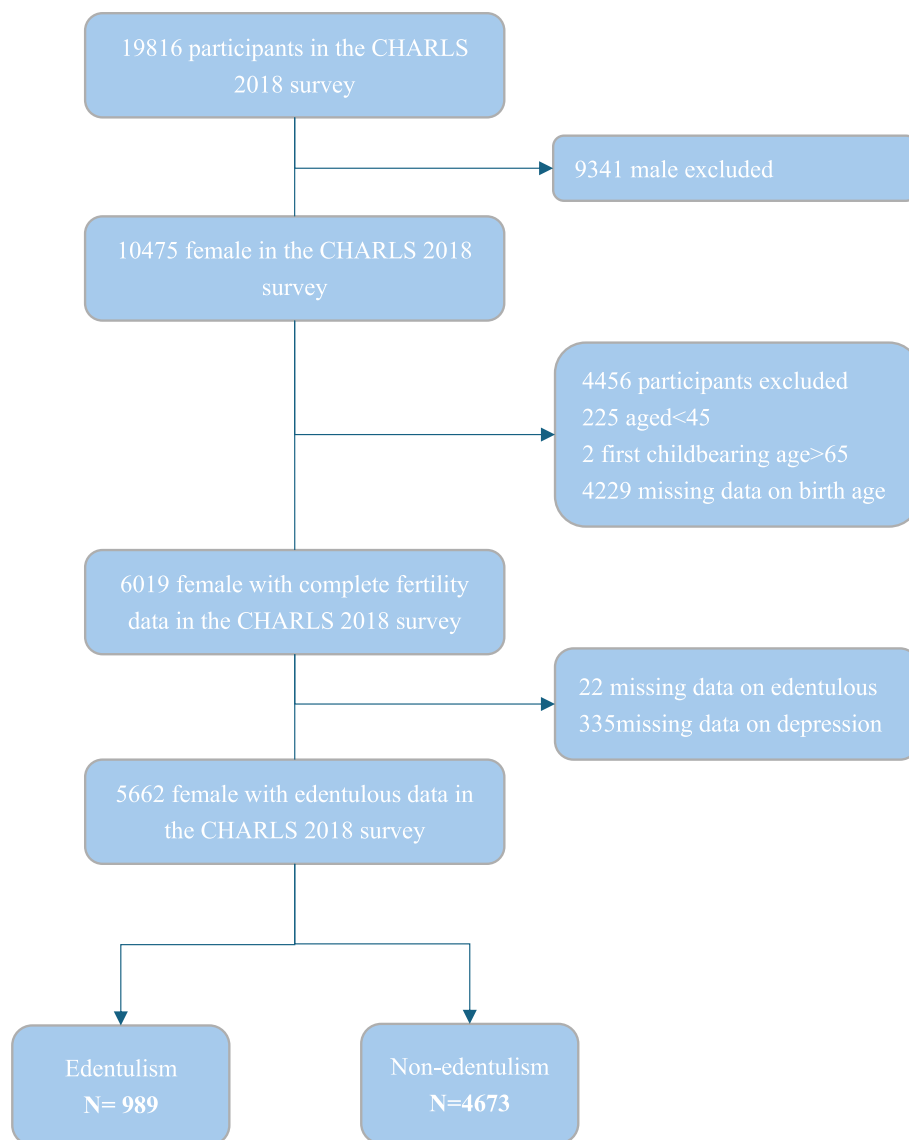 19816 participants in the CHARLS
2018 survey
9341 male excluded
10475 female in the CHARLS 2018
survey
4456 participants excluded
225 aged<45
2 first childbearing age>65
4229 missing data on birth age
6019 female with complete fertility
data in the CHARLS 2018 survey
22 missing data on edentulous
335missing data on depression
5662 female with edentulous data in
the CHARLS 2018 survey
Edentulism
N= 989
Non-edentulism
N=4673